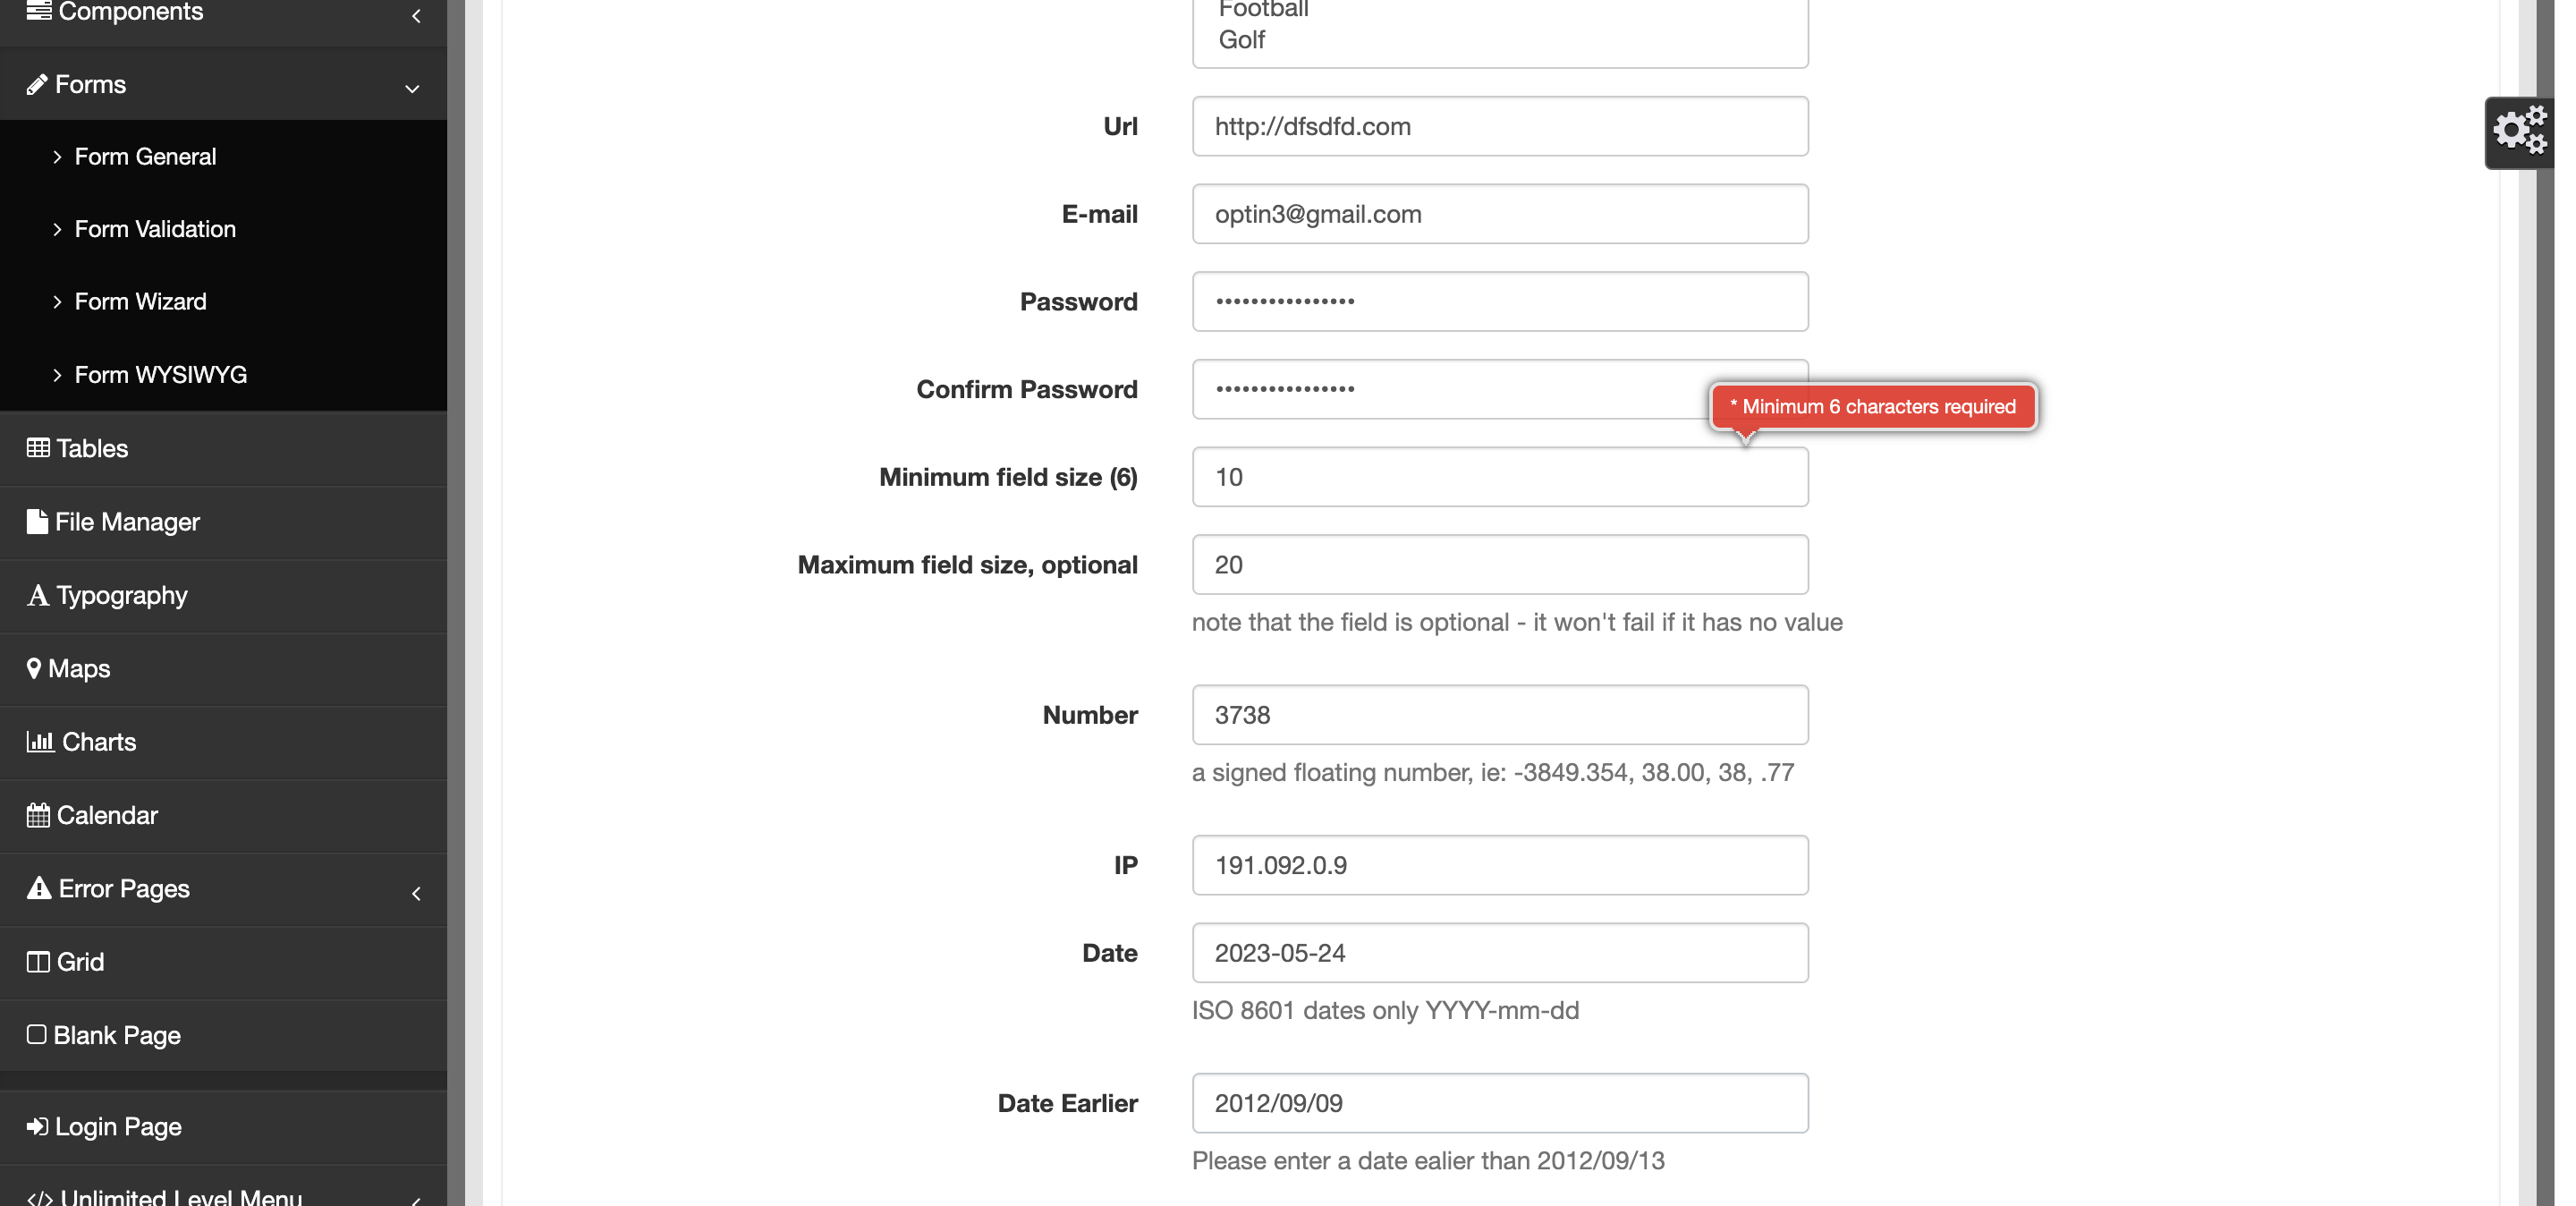 Components
Forms
Form General
Form Validation
Form Wizard
Form WYSIWYG
Tables
File Manager
Typography
Maps
Charts
Calendar
Error Pages
Grid
Blank Page
Login Page
Unlimited Level Menu
Football
Golf
Url
http://dfsdfd.com
E-mail
optin3@gmail.com
Password
••••••••••••••••
Confirm Password
••••••••••••••••
* Minimum 6 characters required
Minimum field size (6)
10
Maximum field size, optional
20
note that the field is optional - it won't fail if it has no value
Number
3738
a signed floating number, ie: -3849.354, 38.00, 38, .77
IP
191.092.0.9
Date
2023-05-24
ISO 8601 dates only YYYY-mm-dd
Date Earlier
2012/09/09
Please enter a date ealier than 2012/09/13